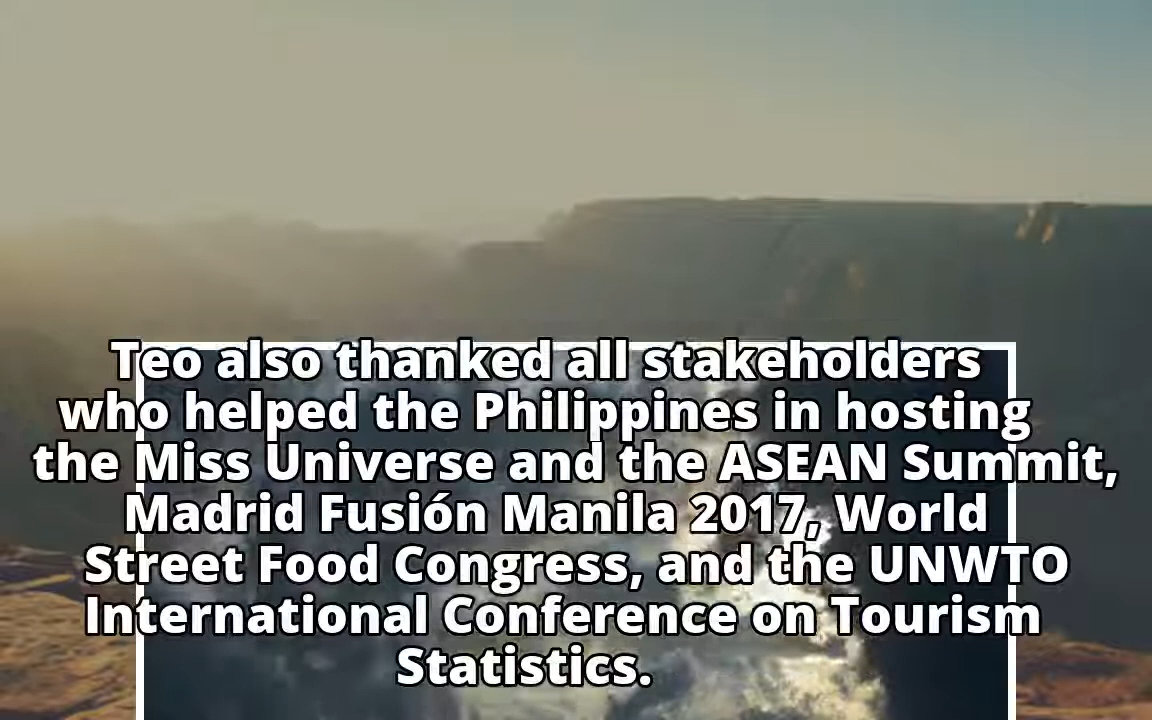 Teo also thanked all stakeholders
who helped the Philippines in hosting
the Miss Universe and the ASEAN Summit,
Madrid Fusión Manila 2017, World
Street Food Congress, and the UNWTO
International Conference on Tourism
Statistics.